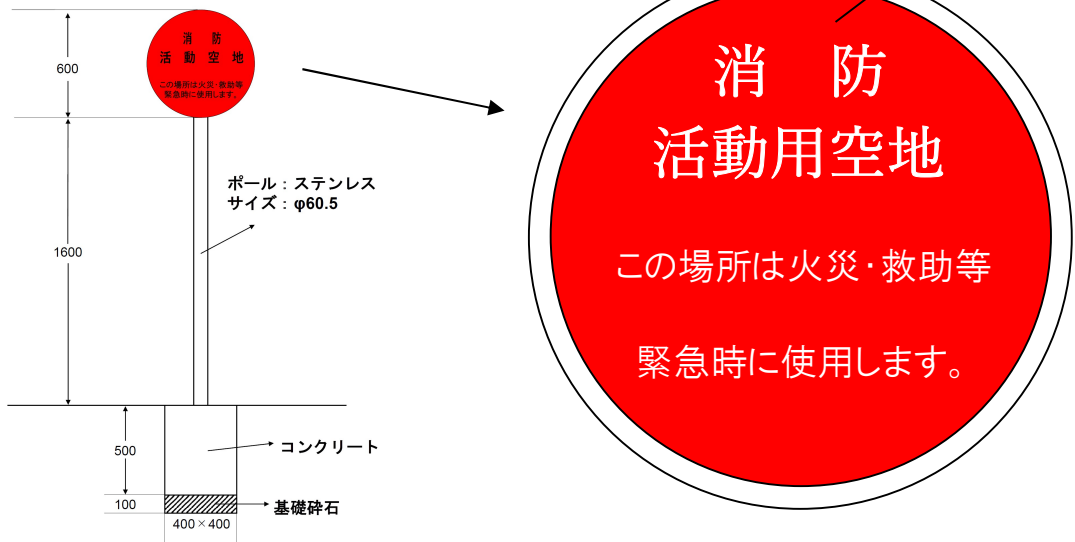 消 防
活 動 空 地
この場所は火災・救助等
緊急時に使用します。
600
ポール：ステンレス
サイズ：φ60.5
1600
500
コンクリート
100
基礎砕石
400×400
消 防
活動用空地
この場所は火災・救助等
緊急時に使用します。